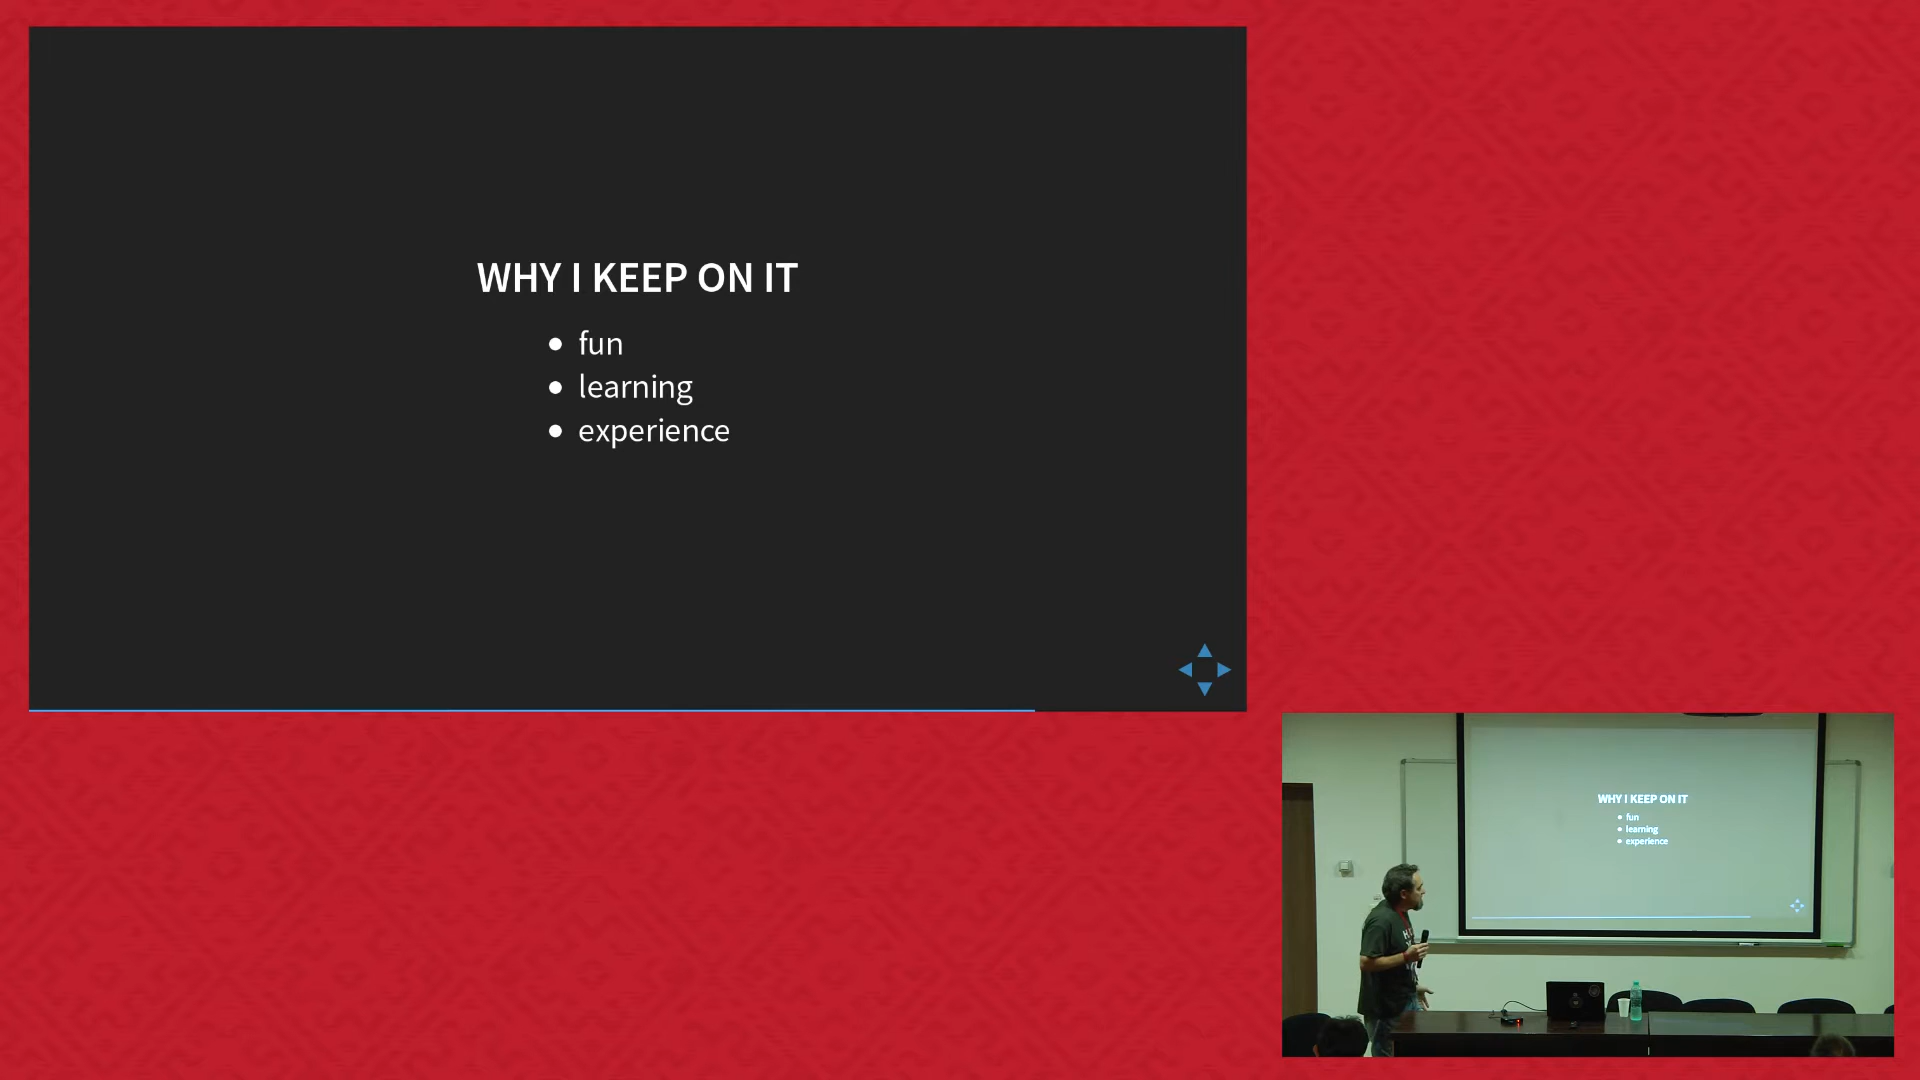 WHY I KEEP ON IT
fun
learning
experience
WHY I KEEP ON IT
fun
learning
experience